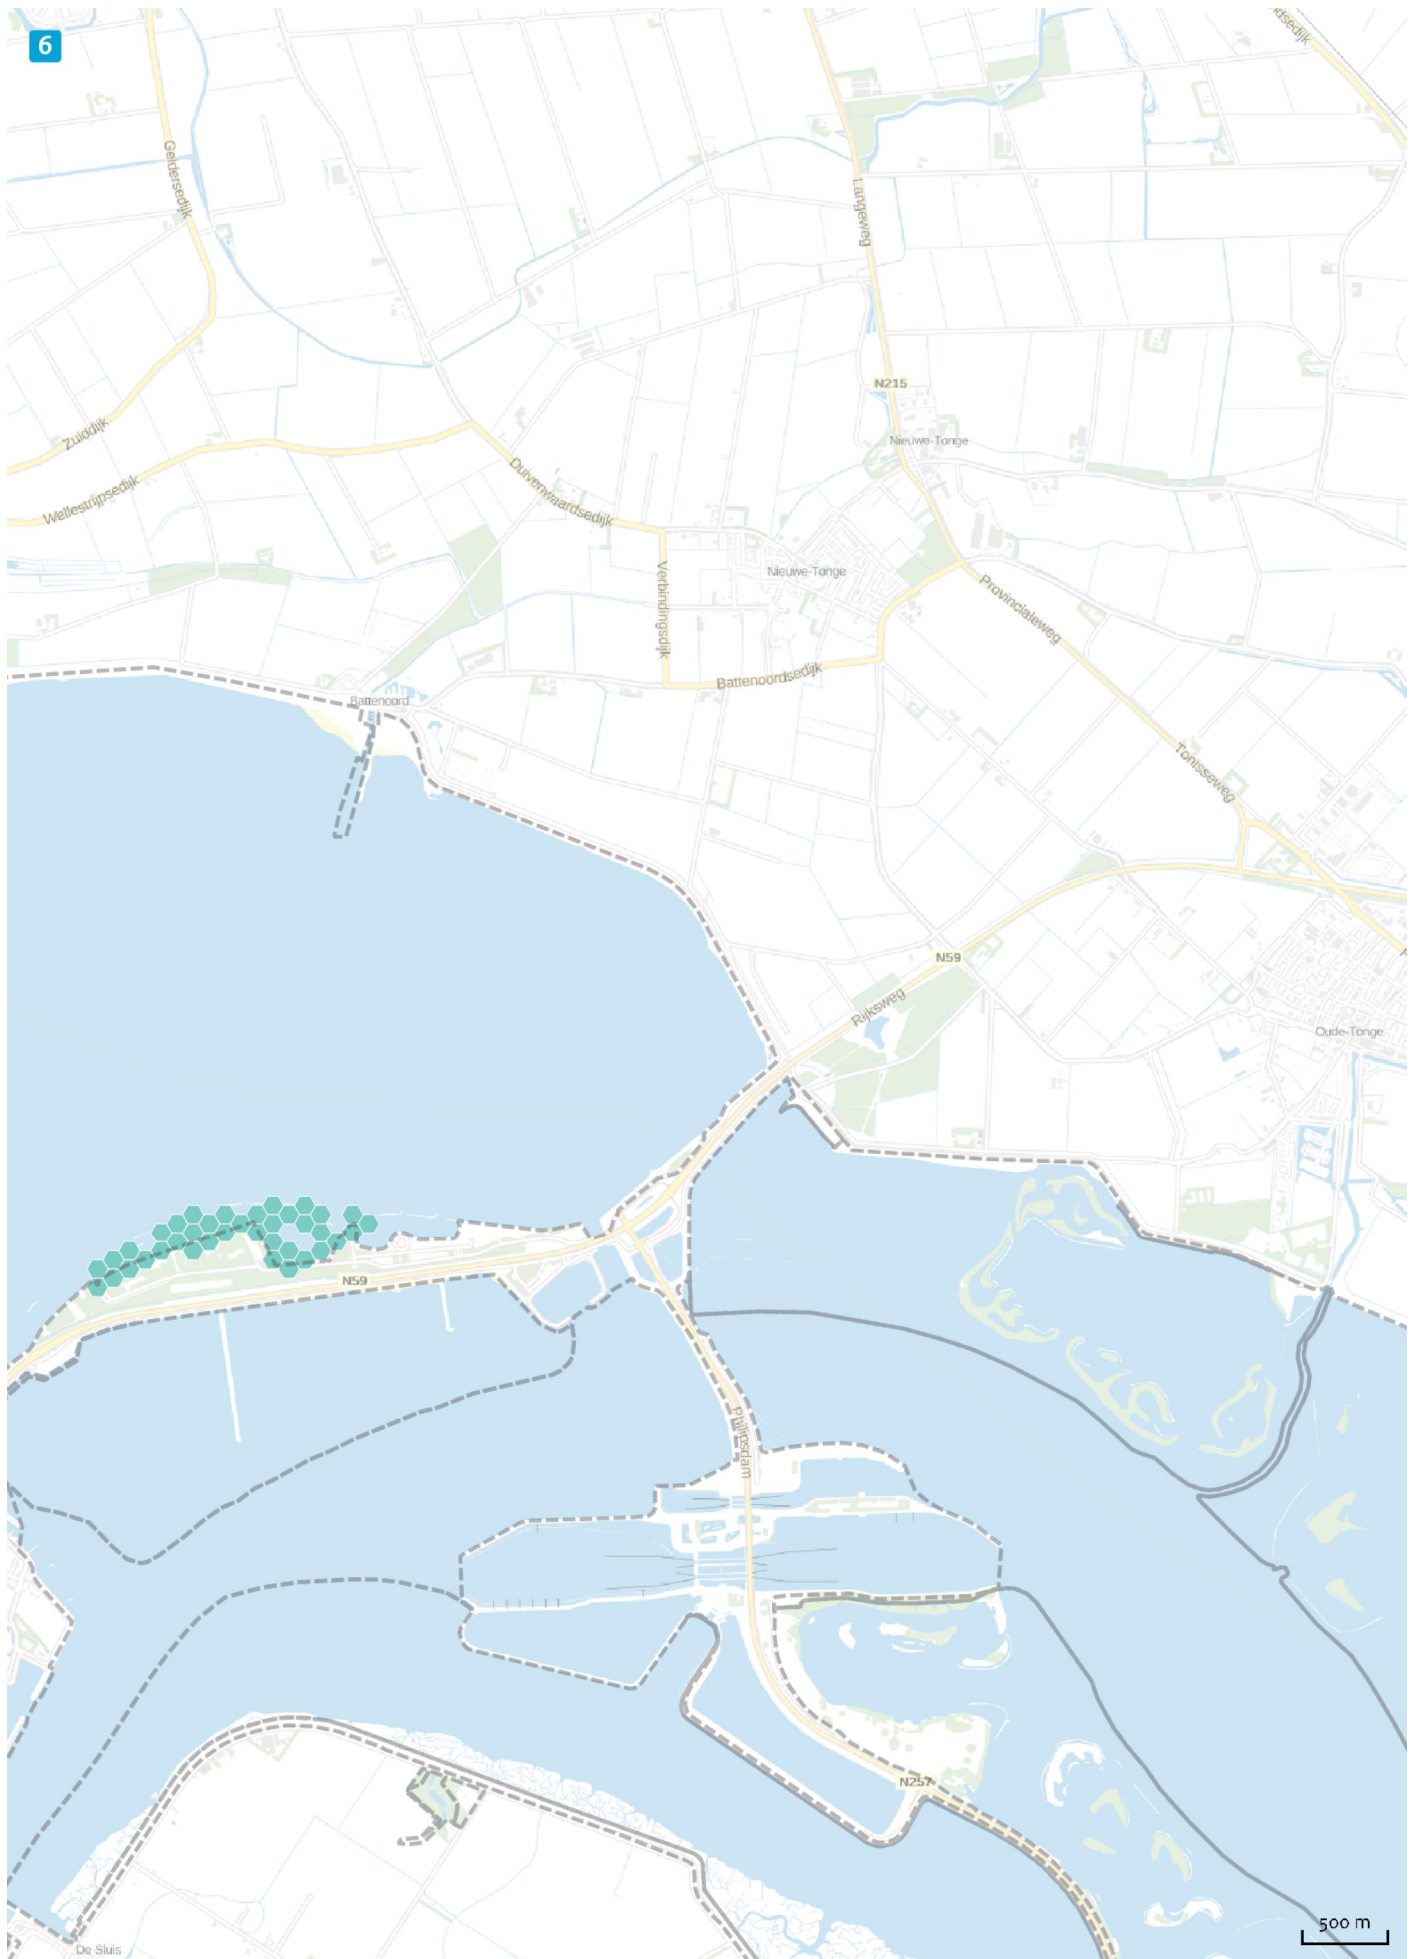 6
Geldersedijk
Langeweg
N215
Nieuwe-Tonge
Zuiddijk
Wellestrijpsedijk
Duivenwaardsedijk
Nieuwe-Tonge
Verbindingsdijk
Provincialeweg
Battenoordsedijk
Battenoord
Tonisseweg
N59
Rijksweg
Oude-Tonge
N59
Philipsdam
N257
500 m
De Sluis